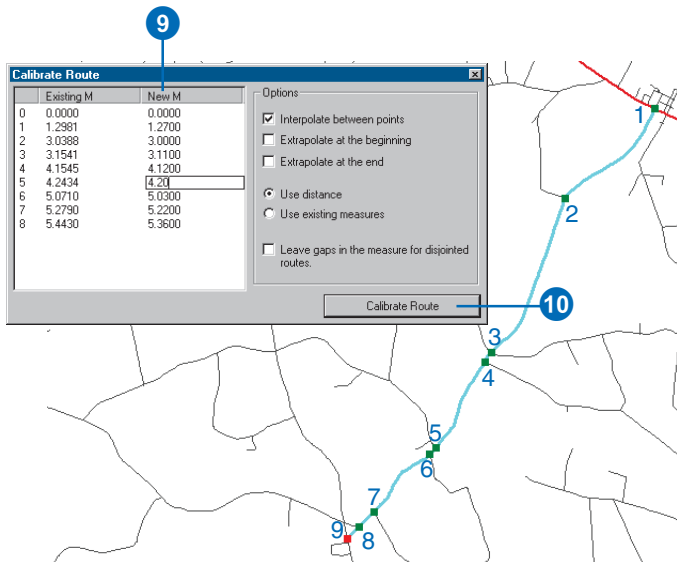 9
Calibrate Route
Existing M New M
0 0.0000 0.0000
1 1.2981 1.2700
2 3.0388 3.0000
3 3.1541 3.1100
4 4.1545 4.1200
5 4.2434 4.20
6 5.0710 5.0300
7 5.2790 5.2200
8 5.4430 5.3600
Options
Interpolate between points
Extrapolate at the beginning
Extrapolate at the end
Use distance
Use existing measures
Leave gaps in the measure for disjointed
routes.
Calibrate Route
10
1
2
3
4
5
6
7
8
9